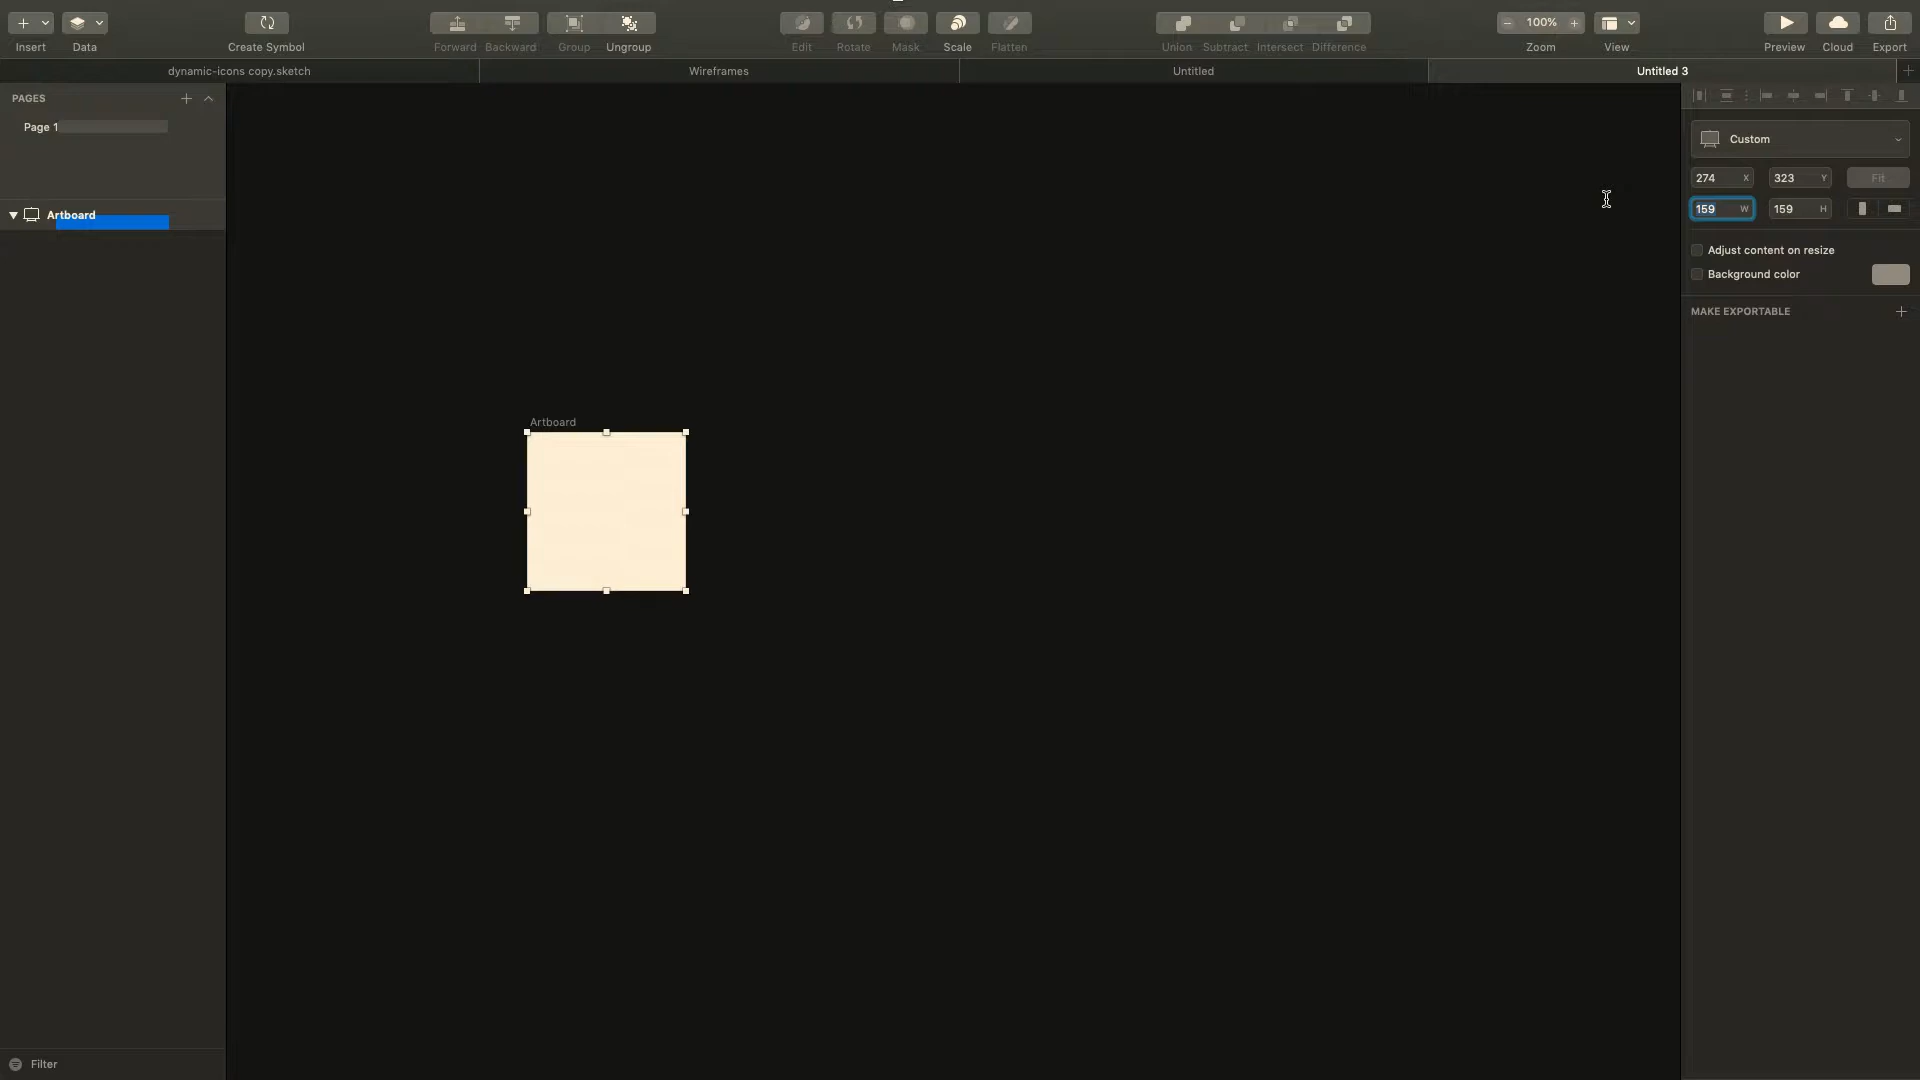 Insert
Data
Create Symbol
Forward
Backward
Group
Ungroup
Edit
Rotate
Mask
Scale
Flatten
Union
Subtract
Intersect
Difference
100%
Zoom
View
Preview
Cloud
Export
dynamic-icons copy.sketch
Wireframes
Untitled
Untitled 3
PAGES
Page 1
Artboard
Artboard
Custom
274 X
323 Y
Fit
159 W
159 H
Adjust content on resize
Background color
MAKE EXPORTABLE
Filter